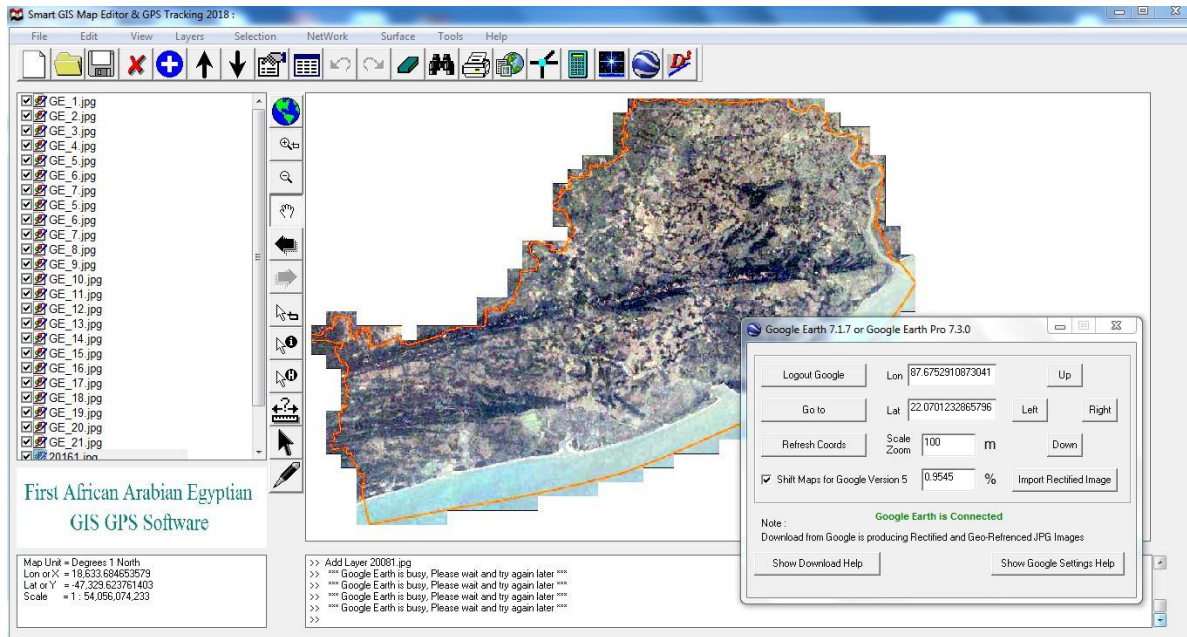 Smart GIS Map Editor & GPS Tracking 2018 :
File Edit View Layers Selection NetWork Surface Tools Help
GE_1.jpg
GE_2.jpg
GE_3.jpg
GE_4.jpg
GE_5.jpg
GE_6.jpg
GE_7.jpg
GE_5.jpg
GE_6.jpg
GE_7.jpg
GE_8.jpg
GE_9.jpg
GE_10.jpg
GE_11.jpg
GE_12.jpg
GE_13.jpg
GE_14.jpg
GE_15.jpg
GE_16.jpg
GE_17.jpg
GE_18.jpg
GE_19.jpg
GE_20.jpg
GE_21.jpg
20161.jpg
First African Arabian Egyptian
GIS GPS Software
Map Unit = Degrees 1 North
Lon or X = 18,633.684653579
Lat or Y = -47,329.623761403
Scale = 1 : 54,056,074,233
>> Add Layer 20081.jpg
>> *** Google Earth is busy, Please wait and try again later ***
>> *** Google Earth is busy, Please wait and try again later ***
>> *** Google Earth is busy, Please wait and try again later ***
>> *** Google Earth is busy, Please wait and try again later ***
>>
Google Earth 7.1.7 or Google Earth Pro 7.3.0
Logout Google Lon 87.6752910873041 Up
Go to Lat 22.0701232865796 Left Right
Refresh Coords Scale Zoom 100 m Down
Shift Maps for Google Version 5 0.9545 % Import Rectified Image
Google Earth is Connected
Note :
Download from Google is producing Rectified and Geo-Refrenced JPG Images
Show Download Help Show Google Settings Help